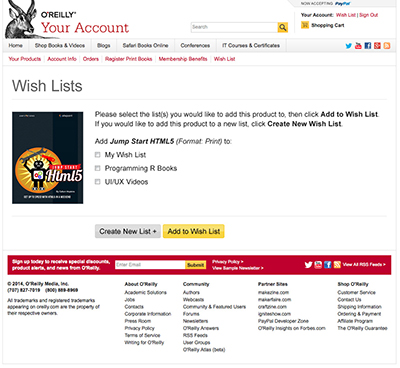 NOW ACCEPTING PayPal
O'REILLY®
Your Account
Your Account: Wish List | Sign Out
Search
Shopping Cart
Home Shop Books & Videos Blogs Safari Books Online Conferences IT Courses & Certificates
Your Products Account Info Orders Register Print Books Membership Benefits Wish List
Wish Lists
Please select the list(s) you would like to add this product to, then click Add to Wish List
If you would like to add this product to a new list, click Create New Wish List.
Add Jump Start HTML5 (Format: Print) to:
My Wish List
Programming R Books
UI/UX Videos
JUMP START
Html5
Create New List +
Add to Wish List
Sign up today to receive special discounts,
product alerts, and news from O'Reilly.
Enter Email
Submit
Privacy Policy >
View Sample Newsletter >
View All RSS Feeds >
© 2014, O'Reilly Media, Inc.
(707) 827-7019 (800) 889-8969
All trademarks and registered trademarks
appearing on oreilly.com are the property of
their respective owners.
About O'Reilly
Academic Solutions
Jobs
Contacts
Corporate Information
Press Room
Privacy Policy
Terms of Service
Writing for O'Reilly
Community
Authors
Webcasts
Community & Featured Users
Forums
Newsletters
O'Reilly Answers
RSS Feeds
User Groups
O'Reilly Atlas (beta)
Partner Sites
makezine.com
makerfaire.com
craftzine.com
igniteshow.com
PayPal Developer Zone
O'Reilly Insights on Forbes.com
Shop O'Reilly
Customer Service
Contact Us
Shipping Information
Ordering & Payment
Affiliate Program
The O'Reilly Guarantee